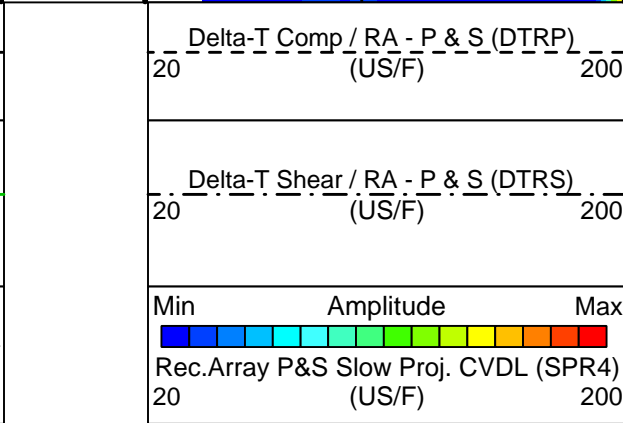 Delta-T Comp / RA - P & S (DTRP)
20 (US/F) 200
Delta-T Shear / RA - P & S (DTRS)
20 (US/F) 200
Min Amplitude Max
Rec.Array P&S Slow Proj. CVDL (SPR4)
20 (US/F) 200